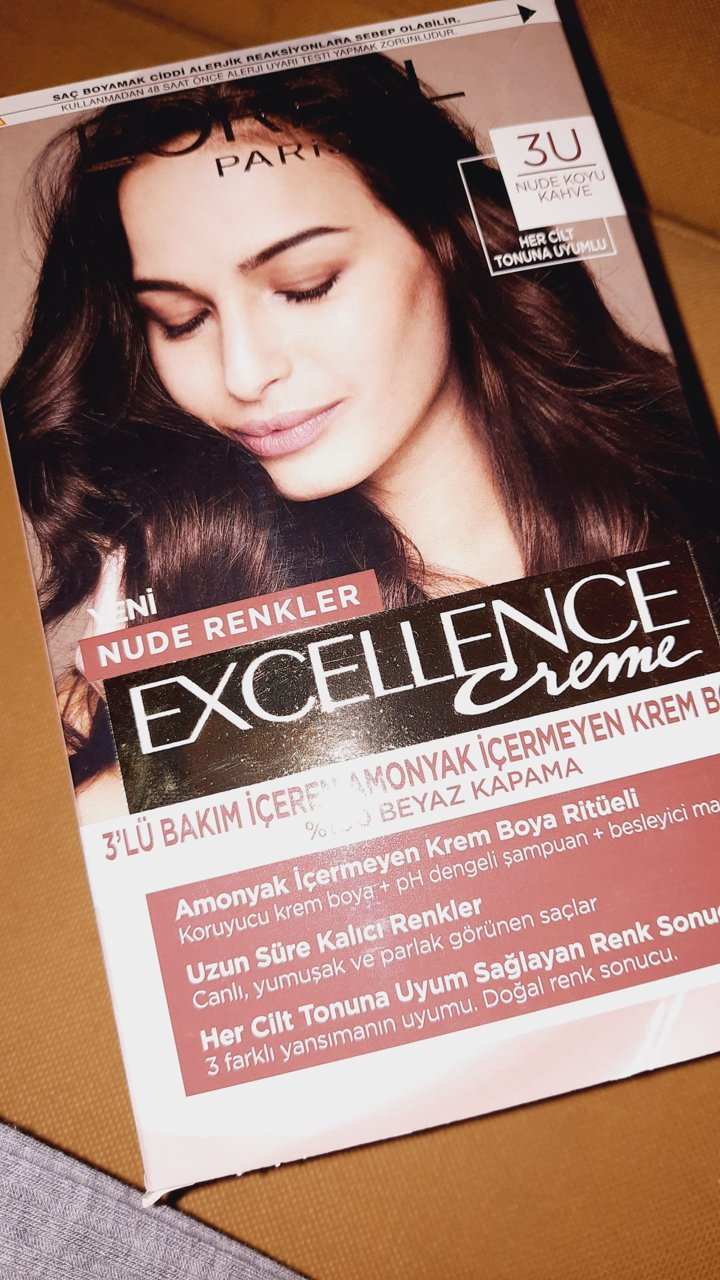 SAÇ BOYAMAK CİDDİ ALERJİK REAKSİYONLARA SEBEP OLABİLİR.
KULLANMADAN 48 SAAT ÖNCE ALERJİ UYARI TESTİ YAPMAK ZORUNLUDUR.
L'ORÉAL
PARIS
3U
NUDE KOYU
KAHVE
HER CİLT
TONUNA UYUMLU
YENİ
NUDE RENKLER
EXCELLENCE
Creme
3'LÜ BAKIM İÇEREN AMONYAK İÇERMEYEN KREM
%100 BEYAZ KAPAMA
Amonyak İçermeyen Krem Boya Ritüeli
Koruyucu krem boya + pH dengeli şampuan + besleyici
Uzun Süre Kalıcı Renkler
Canlı, yumuşak ve parlak görünen saçlar
Her Cilt Tonuna Uyum Sağlayan Renk
3 farklı yansımanın uyumu. Doğal renk sonucu.